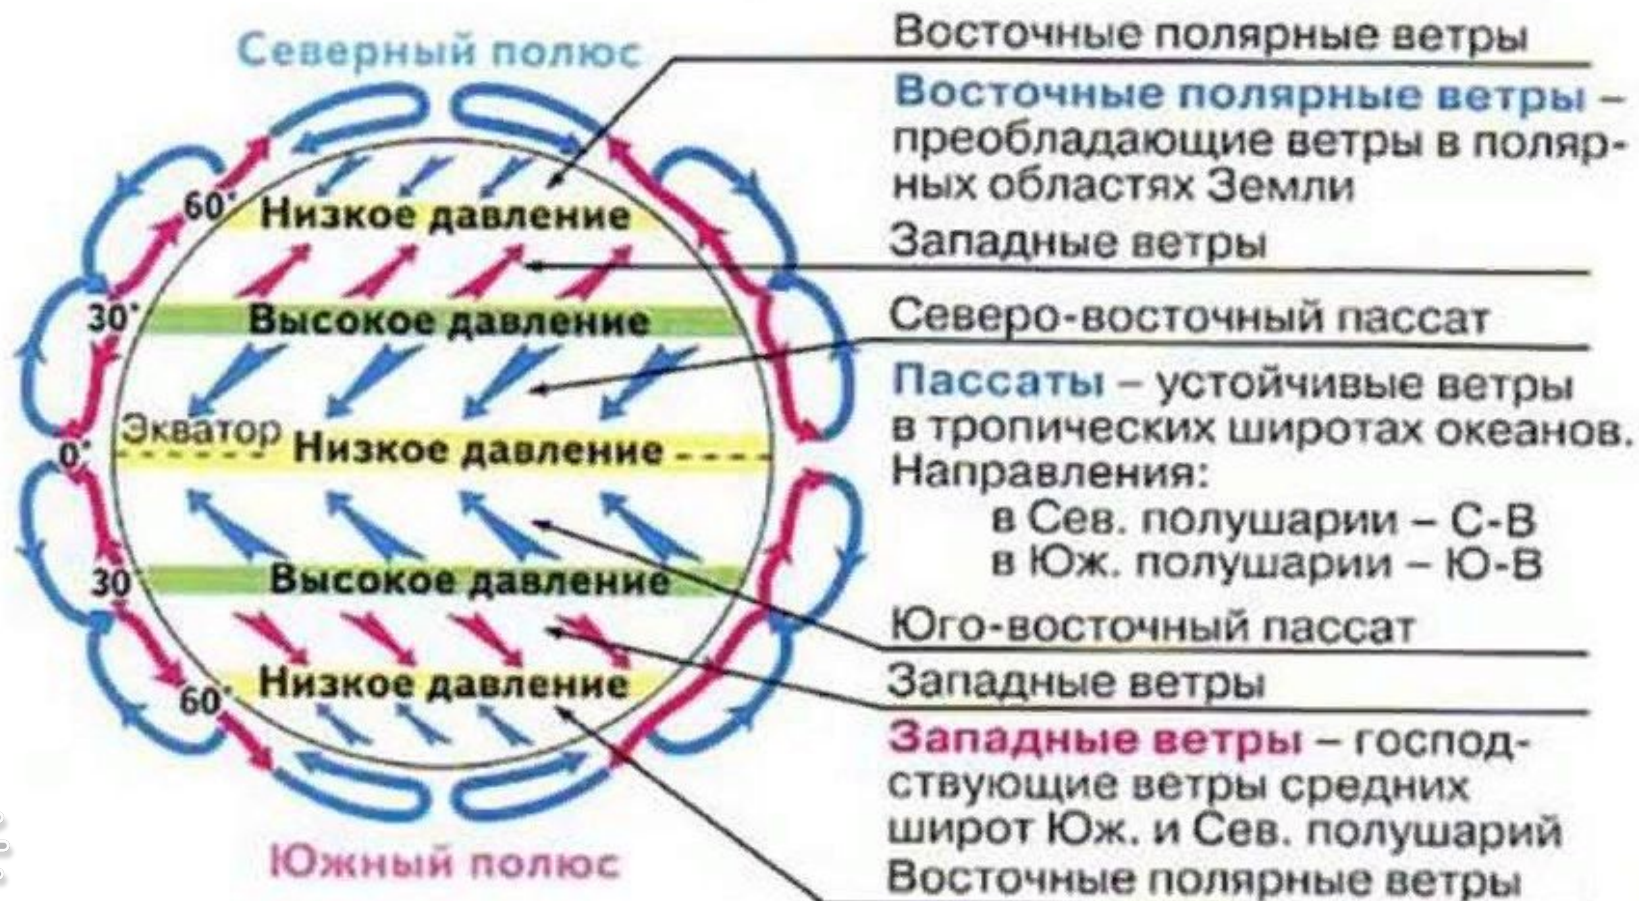 Северный полюс
60°
Низкое давление
30°
Высокое давление
Экватор
0°
Низкое давление
30
Высокое давление
Низкое давление
60°
Южный полюс
Восточные полярные ветры
Восточные полярные ветры –
преобладающие ветры в поляр-
ных областях Земли
Западные ветры
Северо-восточный пассат
Пассаты – устойчивые ветры
в тропических широтах океанов.
Направления:
в Сев. полушарии – С-В
в Юж. полушарии – Ю-В
Юго-восточный пассат
Западные ветры
Западные ветры – господ-
ствующие ветры средних
широт Юж. и Сев. полушарий
Восточные полярные ветры